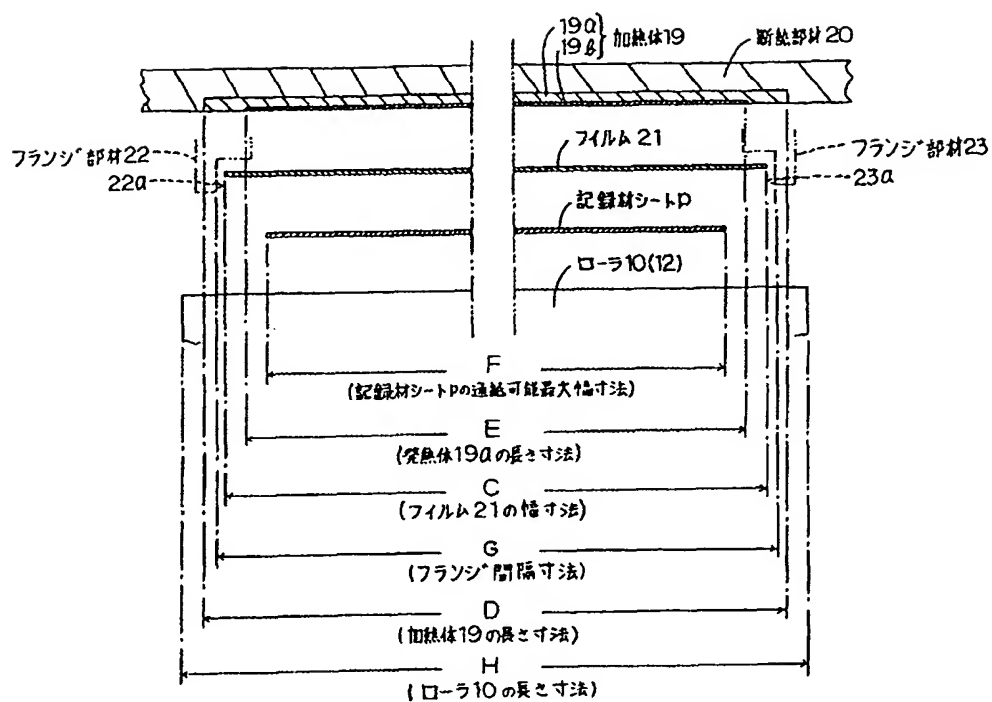 19a
19b } 加熱体19
断熱部材20
フランジ部材22
22a
フイルム21
フランジ部材23
23a
記録材シートP
ローラ10(12)
F
(記録材シートPの通紙可能最大幅寸法)
E
(発熱体19aの長さ寸法)
C
(フィルム21の幅寸法)
G
(フランジ間隔寸法)
D
(加熱体19の長さ寸法)
H
(ローラ10の長さ寸法)